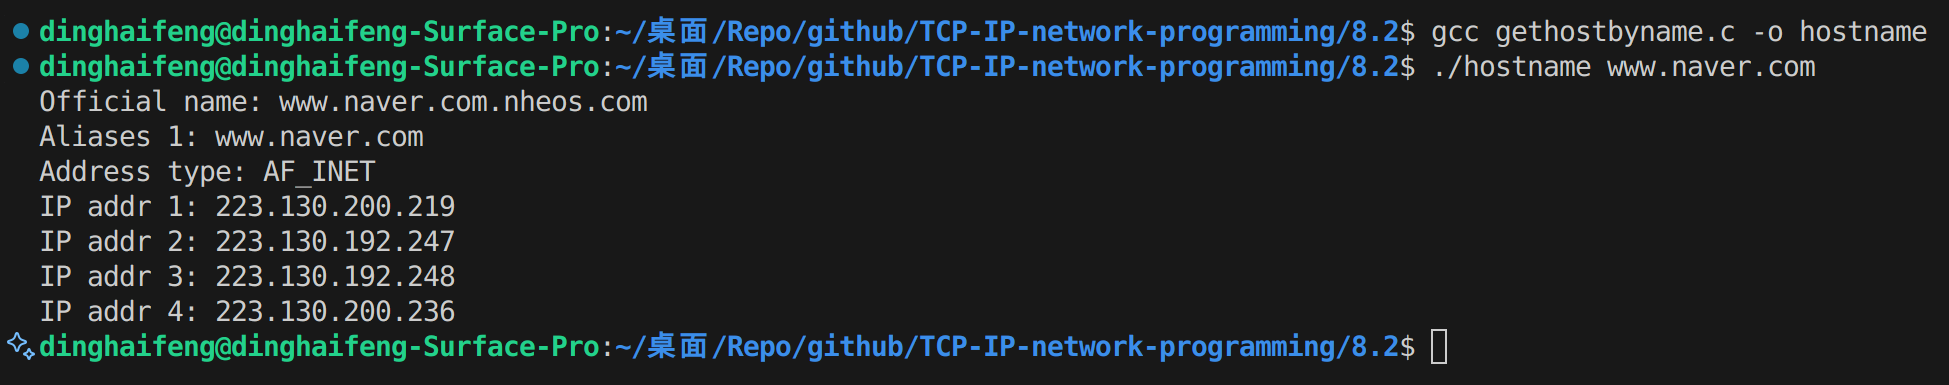 dinghaifeng@dinghaifeng-Surface-Pro:~/桌面/Repo/github/TCP-IP-network-programming/8.2$ gcc gethostbyname.c -o hostname
dinghaifeng@dinghaifeng-Surface-Pro:~/桌面/Repo/github/TCP-IP-network-programming/8.2$ ./hostname www.naver.com
Official name: www.naver.com.nheos.com
Aliases 1: www.naver.com
Address type: AF_INET
IP addr 1: 223.130.200.219
IP addr 2: 223.130.192.247
IP addr 3: 223.130.192.248
IP addr 4: 223.130.200.236
dinghaifeng@dinghaifeng-Surface-Pro:~/桌面/Repo/github/TCP-IP-network-programming/8.2$